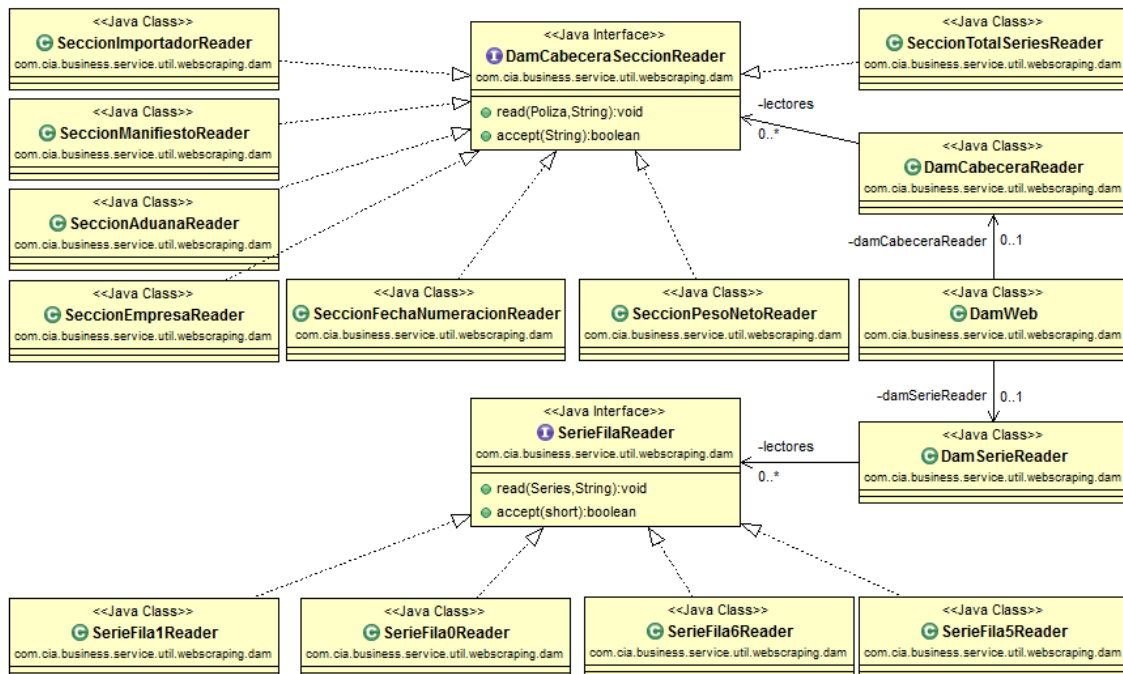 <<Java Class>>
SeccionImportadorReader
com.cia.business.service.util.webscraping.dam
<<Java Interface>>
DamCabeceraSeccionReader
com.cia.business.service.util.webscraping.dam
read(Poliza,String):void
accept(String):boolean
<<Java Class>>
SeccionTotalSeriesReader
com.cia.business.service.util.webscraping.dam
<<Java Class>>
SeccionManifiestoReader
com.cia.business.service.util.webscraping.dam
-lectores
0..*
<<Java Class>>
DamCabeceraReader
com.cia.business.service.util.webscraping.dam
<<Java Class>>
SeccionAduanaReader
com.cia.business.service.util.webscraping.dam
-damCabeceraReader
0..1
<<Java Class>>
SeccionEmpresaReader
com.cia.business.service.util.webscraping.dam
<<Java Class>>
SeccionFechaNumeracionReader
com.cia.business.service.util.webscraping.dam
<<Java Class>>
SeccionPesoNetoReader
com.cia.business.service.util.webscraping.dam
<<Java Class>>
DamWeb
com.cia.business.service.util.webscraping.dam
-damSerieReader
0..1
<<Java Interface>>
SerieFilaReader
com.cia.business.service.util.webscraping.dam
read(Series,String):void
accept(short):boolean
-lectores
0..*
<<Java Class>>
DamSerieReader
com.cia.business.service.util.webscraping.dam
<<Java Class>>
SerieFila1Reader
com.cia.business.service.util.webscraping.dam
<<Java Class>>
SerieFila0Reader
com.cia.business.service.util.webscraping.dam
<<Java Class>>
SerieFila6Reader
com.cia.business.service.util.webscraping.dam
<<Java Class>>
SerieFila5Reader
com.cia.business.service.util.webscraping.dam